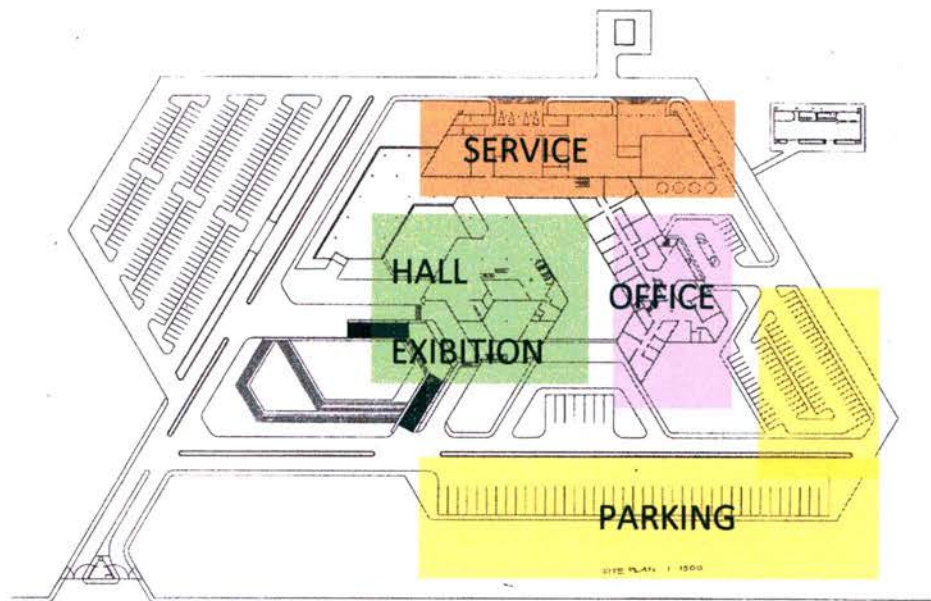 SERVICE
HALL
OFFICE
EXIBITION
PARKING
SITE PLAN 1:1500